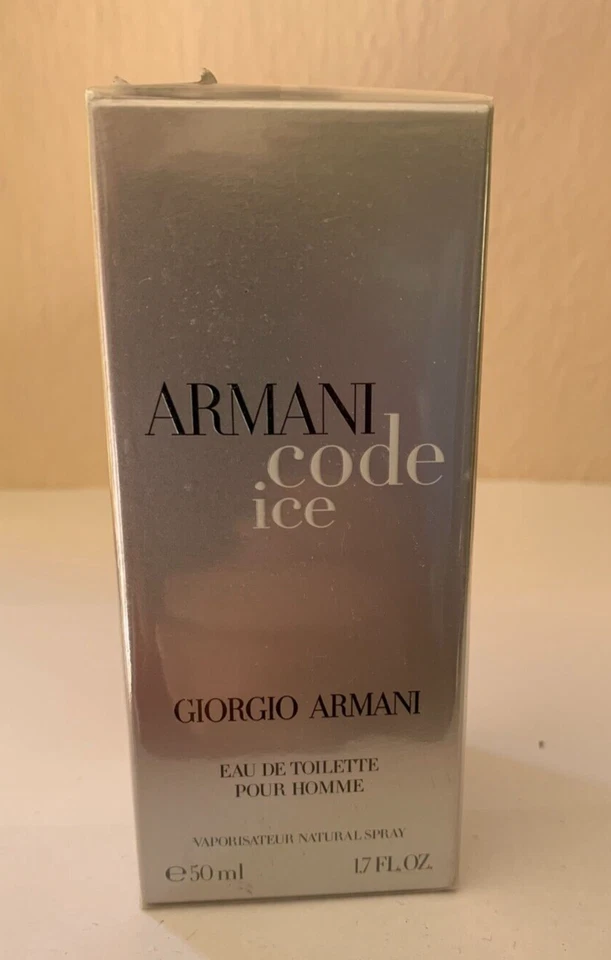 ARMANI
code
ice
GIORGIO ARMANI
EAU DE TOILETTE
POUR HOMME
VAPORISATEUR NATURAL SPRAY
℮50 ml 1.7 FL.OZ.